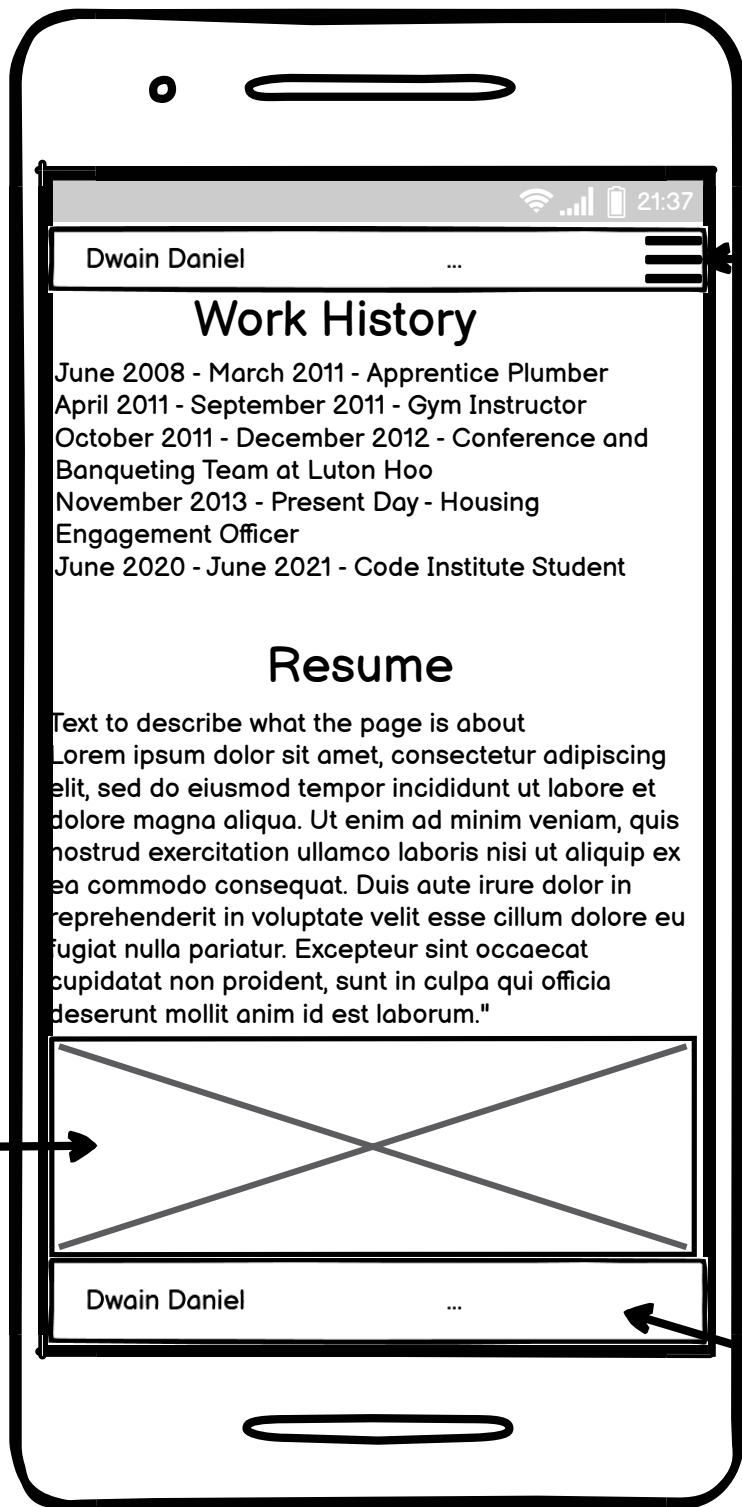 21:37
Dwain Daniel ...
Work History
June 2008 - March 2011 - Apprentice Plumber
April 2011 - September 2011 - Gym Instructor
October 2011 - December 2012 - Conference and
Banqueting Team at Luton Hoo
November 2013 - Present Day - Housing
Engagement Officer
June 2020 - June 2021 - Code Institute Student
Resume
Text to describe what the page is about
Lorem ipsum dolor sit amet, consectetur adipiscing
elit, sed do eiusmod tempor incididunt ut labore et
dolore magna aliqua. Ut enim ad minim veniam, quis
nostrud exercitation ullamco laboris nisi ut aliquip ex
ea commodo consequat. Duis aute irure dolor in
reprehenderit in voluptate velit esse cillum dolore eu
fugiat nulla pariatur. Excepteur sint occaecat
cupidatat non proident, sunt in culpa qui officia
deserunt mollit anim id est laborum."
Dwain Daniel ...